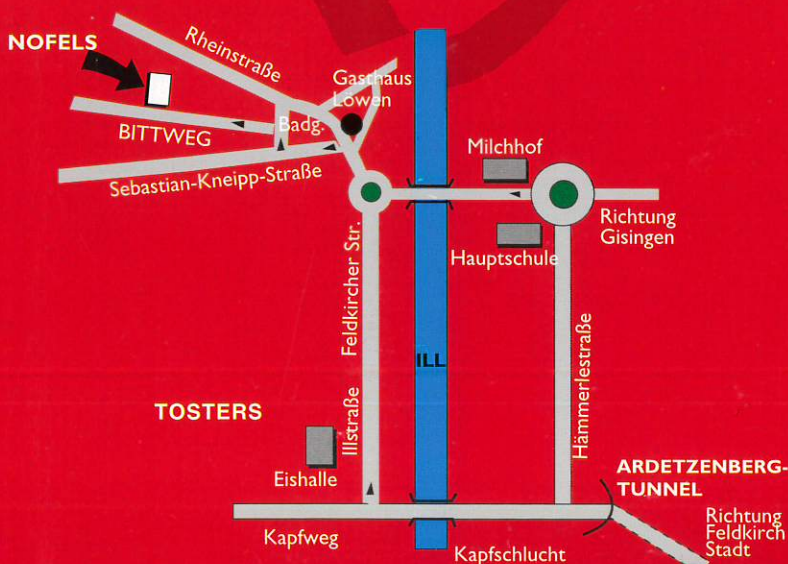 NOFELS
Rheinstraße
Gasthaus
Löwen
Badg.
BITTWEG
Sebastian-Kneipp-Straße
Milchhof
Richtung
Gisingen
Hauptschule
Feldkircher Str.
ILL
Hämmerlestraße
TOSTERS
Illstraße
Eishalle
ARDETZENBERG-
TUNNEL
Richtung
Feldkirch
Stadt
Kapfweg
Kapfschlucht